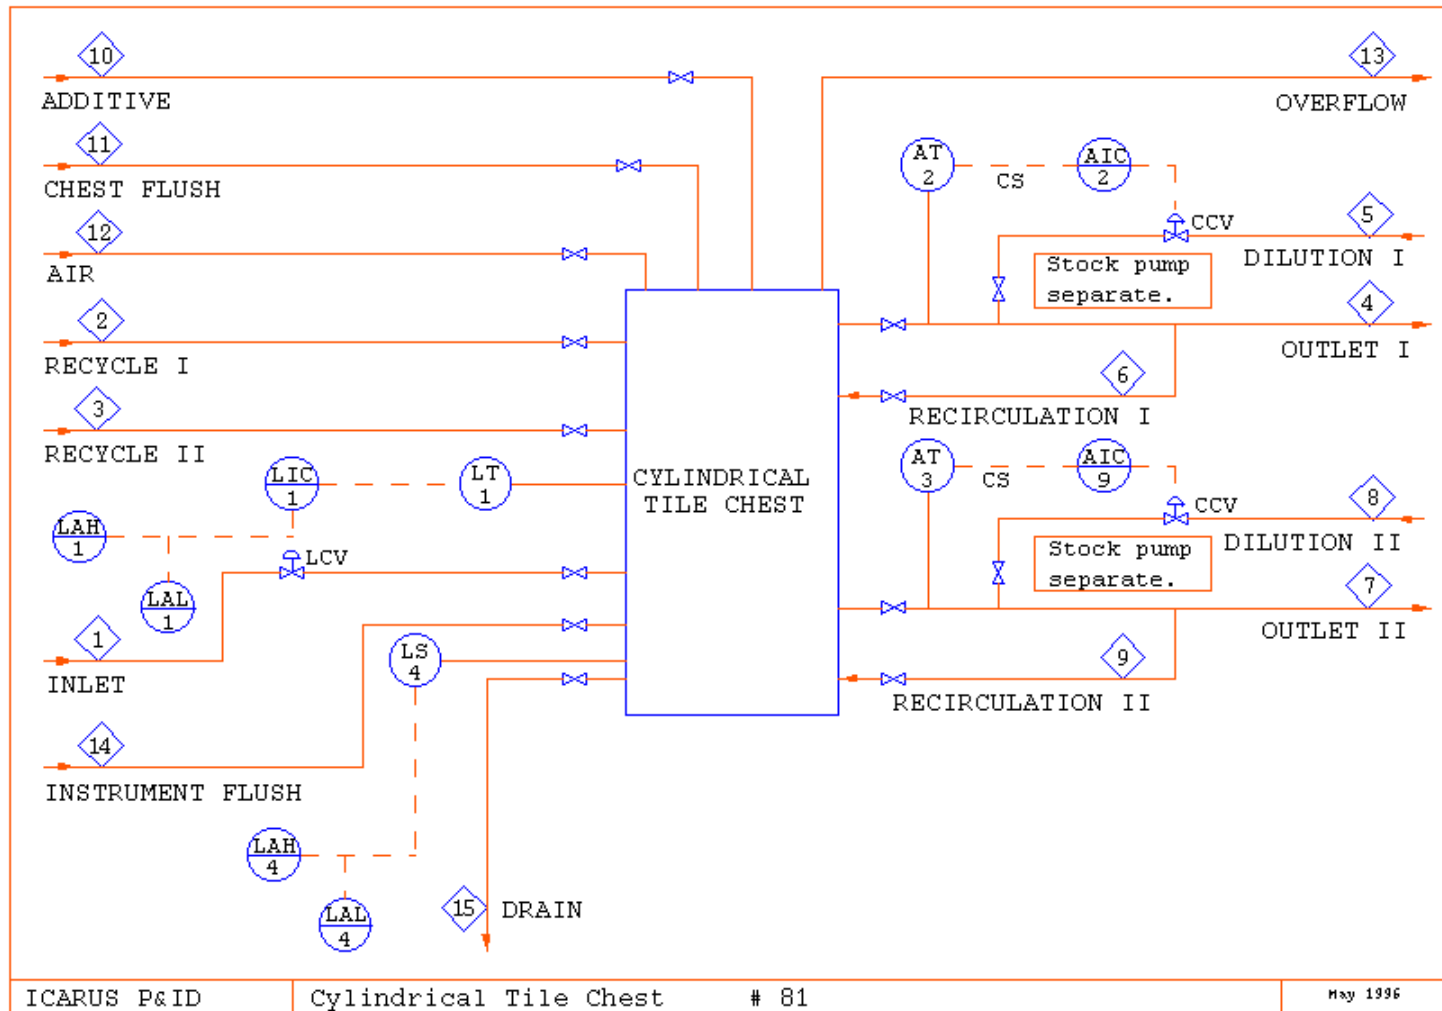 10
ADDITIVE
11
CHEST FLUSH
12
AIR
2
RECYCLE I
3
RECYCLE II
LIC
1
LT
1
LAH
1
LCV
LAL
1
1
INLET
LS
4
14
INSTRUMENT FLUSH
LAH
4
LAL
4
15
DRAIN
CYLINDRICAL
TILE CHEST
13
OVERFLOW
AT
2
CS
AIC
2
CCV
5
DILUTION I
Stock pump
separate.
4
OUTLET I
6
RECIRCULATION I
AT
3
CS
AIC
9
CCV
8
DILUTION II
Stock pump
separate.
7
OUTLET II
9
RECIRCULATION II
ICARUS P&ID
Cylindrical Tile Chest # 81
May 1996